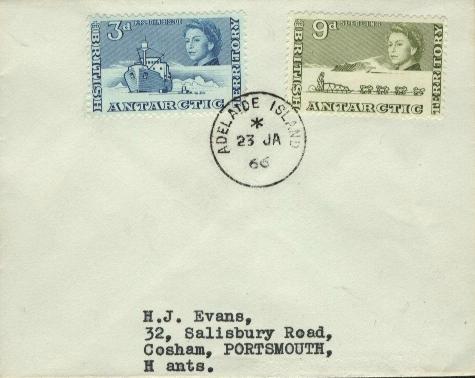 3d
BRITISH
ANTARCTIC
TERRITORY
9d
BRITISH
ANTARCTIC
TERRITORY
ADELAIDE ISLAND
*
23 JA
66
H.J. Evans,
32, Salisbury Road,
Cosham, PORTSMOUTH,
H ants.